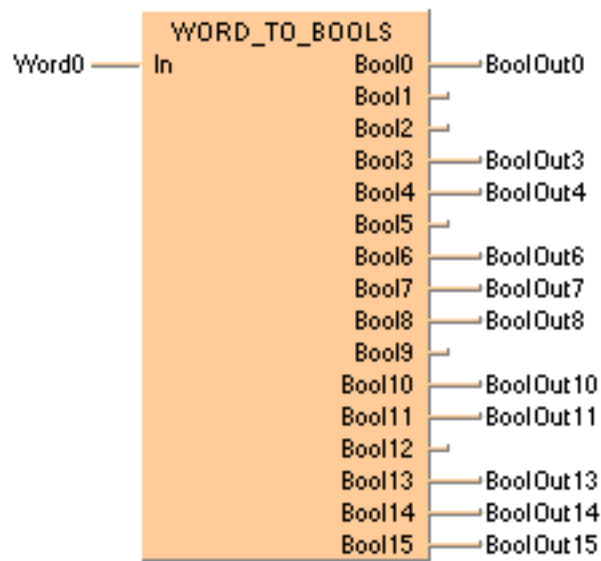 WORD_TO_BOOLS
Word0 In Bool0 BoolOut0
Bool1
Bool2
Bool3 BoolOut3
Bool4 BoolOut4
Bool5
Bool6 BoolOut6
Bool7 BoolOut7
Bool8 BoolOut8
Bool9
Bool10 BoolOut10
Bool11 BoolOut11
Bool12
Bool13 BoolOut13
Bool14 BoolOut14
Bool15 BoolOut15